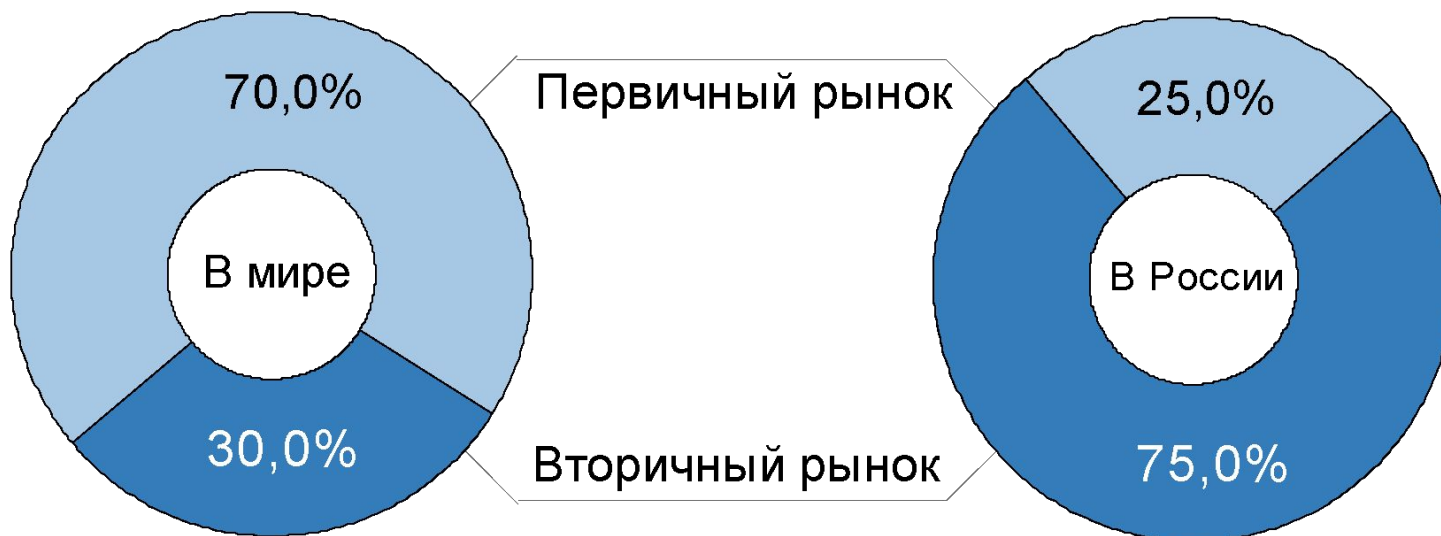 70,0%
Первичный рынок
25,0%
В мире
В России
30,0%
Вторичный рынок
75,0%